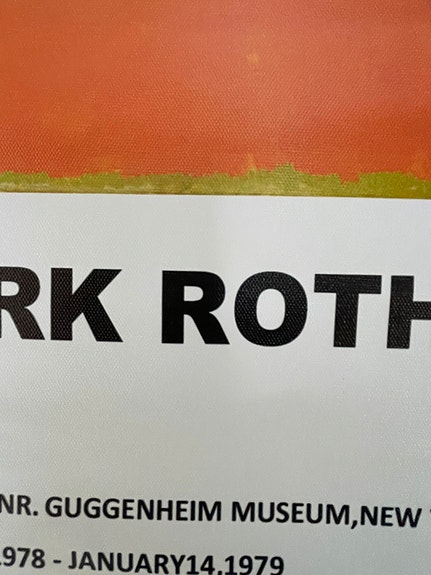 RK ROTH
NR. GUGGENHEIM MUSEUM,NEW
1978 - JANUARY14,1979